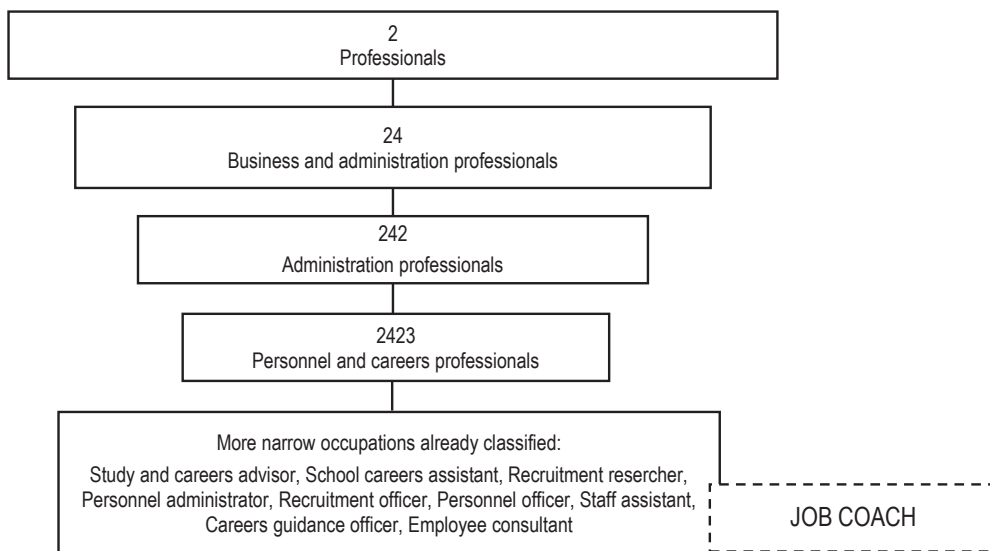 2
Professionals
24
Business and administration professionals
242
Administration professionals
2423
Personnel and careers professionals
More narrow occupations already classified:
Study and careers advisor, School careers assistant, Recruitment resercher,
Personnel administrator, Recruitment officer, Personnel officer, Staff assistant,
Careers guidance officer, Employee consultant
JOB COACH